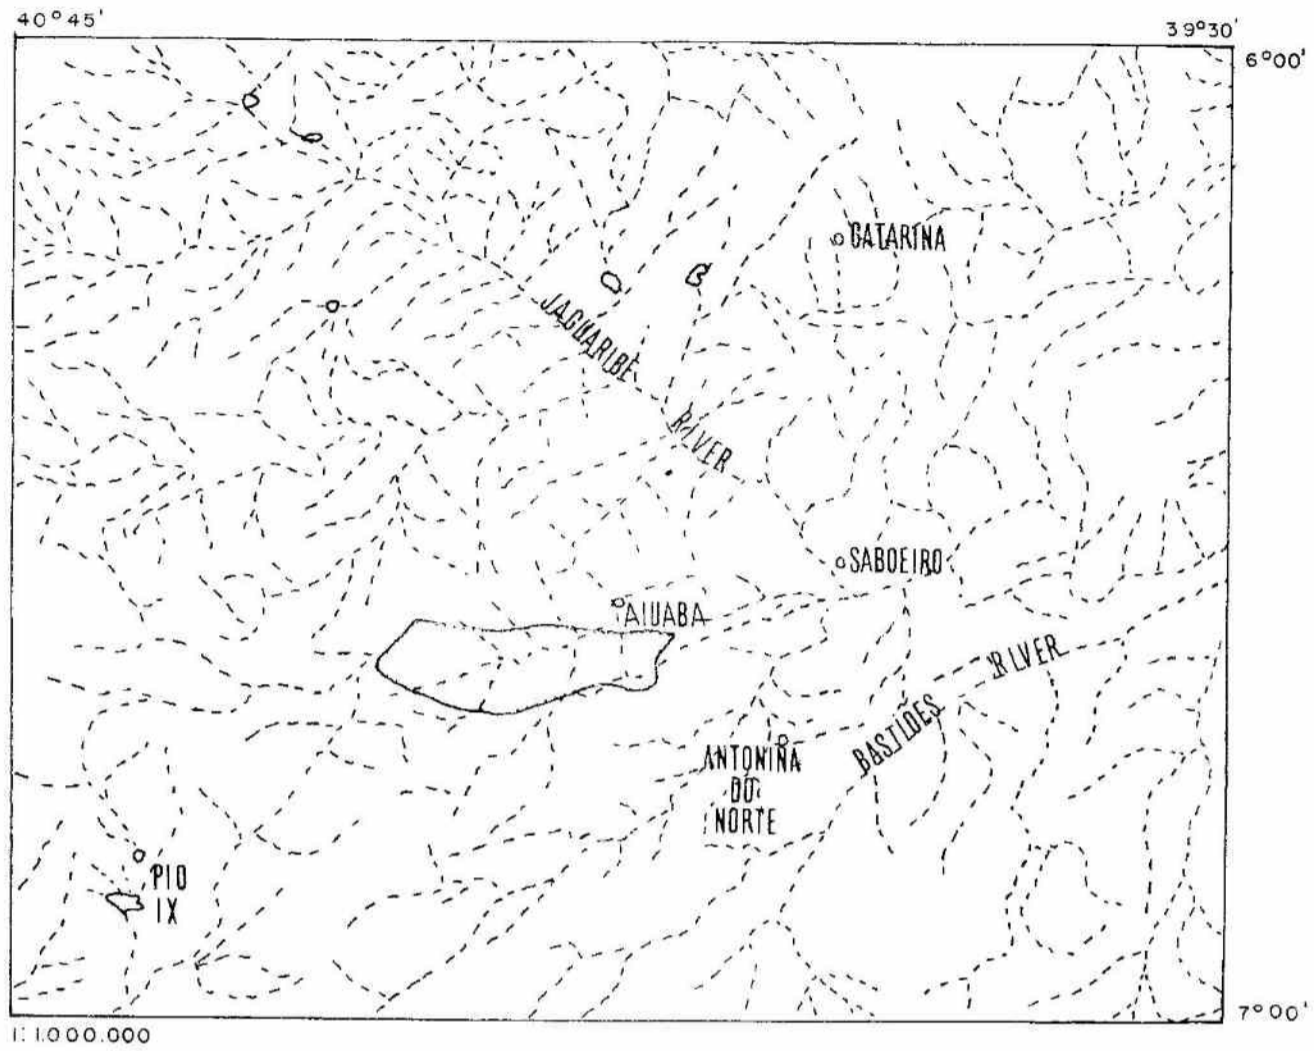 40°45'
39°30'
6°00'
CATARINA
JAGUARIBE
RIVER
SABOEIRO
AIUABA
RIVER
BASTIÕES
ANTONINA
DO
NORTE
PIO
IX
7°00'
1:1.000.000